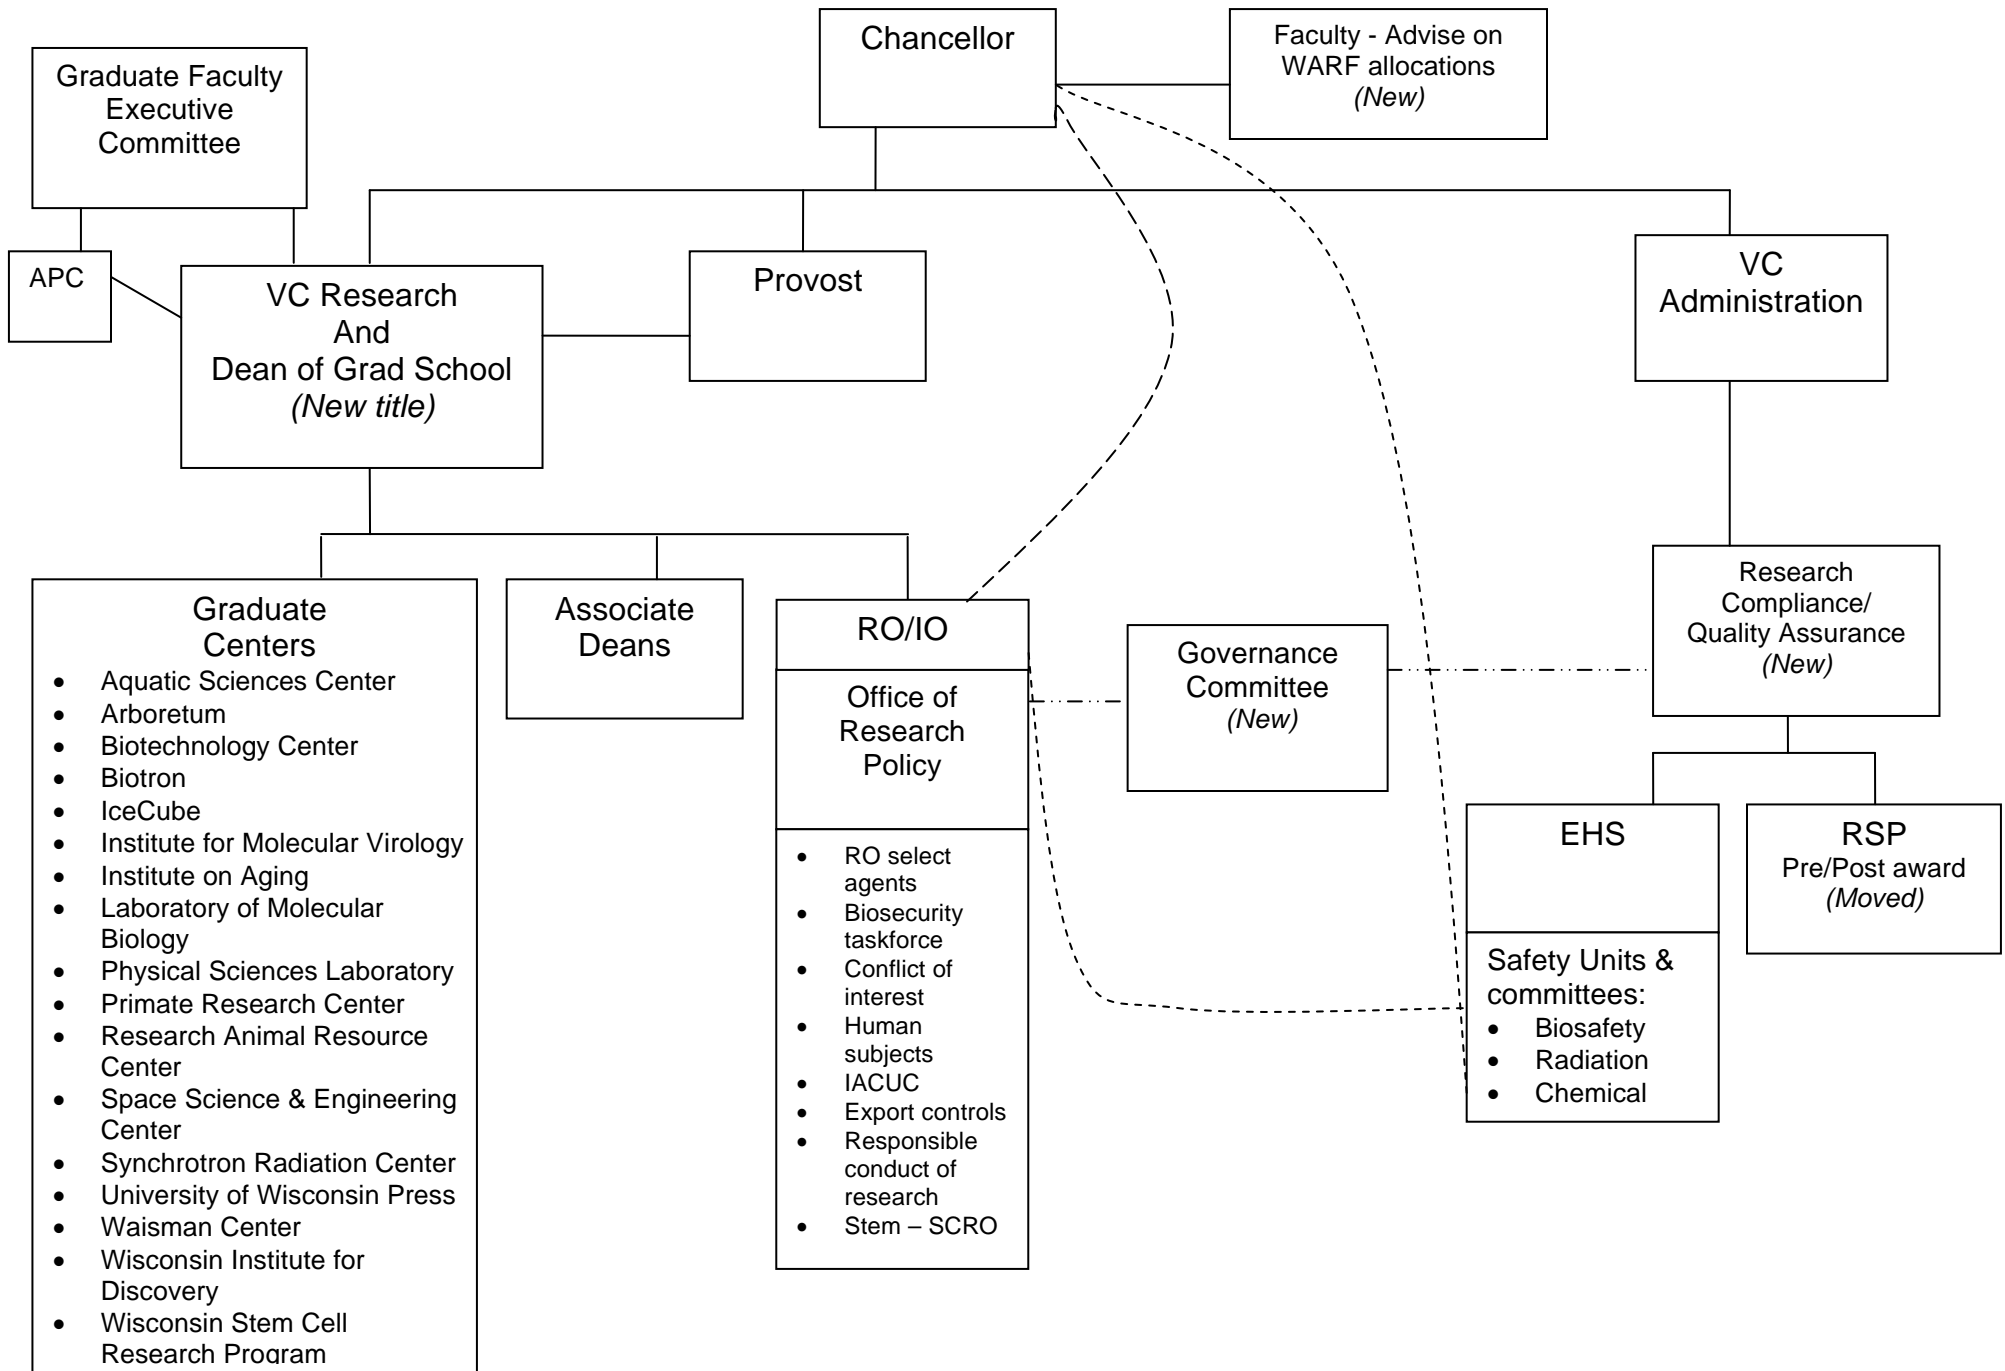 Chancellor
Faculty - Advise on
WARF allocations
(New)
Graduate Faculty
Executive
Committee
APC
VC Research
And
Dean of Grad School
(New title)
Provost
VC
Administration
Graduate
Centers
• Aquatic Sciences Center
• Arboretum
• Biotechnology Center
• Biotron
• IceCube
• Institute for Molecular Virology
• Institute on Aging
• Laboratory of Molecular
Biology
• Physical Sciences Laboratory
• Primate Research Center
• Research Animal Resource
Center
• Space Science & Engineering
Center
• Synchrotron Radiation Center
• University of Wisconsin Press
• Waisman Center
• Wisconsin Institute for
Discovery
• Wisconsin Stem Cell
Research Program
Associate
Deans
RO/IO
Office of
Research
Policy
• RO select
agents
• Biosecurity
taskforce
• Conflict of
interest
• Human
subjects
• IACUC
• Export controls
• Responsible
conduct of
research
• Stem – SCRO
Governance
Committee
(New)
Research
Compliance/
Quality Assurance
(New)
EHS
Safety Units &
committees:
• Biosafety
• Radiation
• Chemical
RSP
Pre/Post award
(Moved)